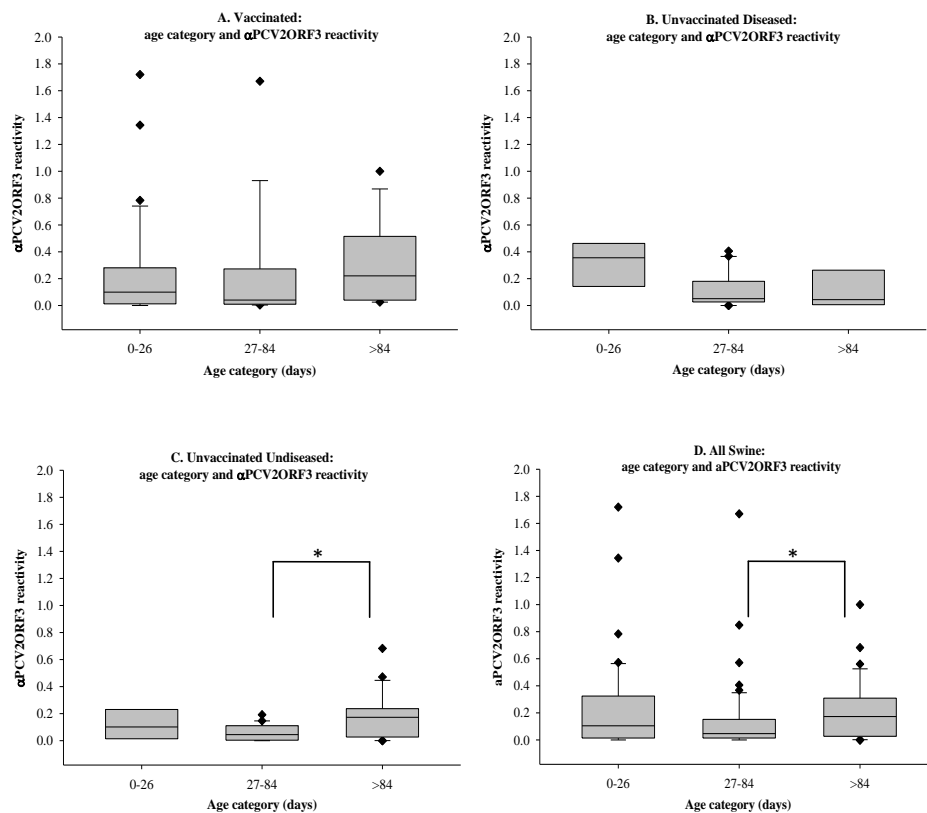 A. Vaccinated:
age category and αPCV2ORF3 reactivity
2.0
1.8
1.6
1.4
1.2
1.0
0.8
0.6
0.4
0.2
0.0
αPCV2ORF3 reactivity
0-26 27-84 >84
Age category (days)
B. Unvaccinated Diseased:
age category and αPCV2ORF3 reactivity
2.0
1.8
1.6
1.4
1.2
1.0
0.8
0.6
0.4
0.2
0.0
αPCV2ORF3 reactivity
0-26 27-84 >84
Age category (days)
C. Unvaccinated Undiseased:
age category and αPCV2ORF3 reactivity
2.0
1.8
1.6
1.4
1.2
1.0
0.8
0.6
0.4
0.2
0.0
αPCV2ORF3 reactivity
*
0-26 27-84 >84
Age category (days)
D. All Swine:
age category and aPCV2ORF3 reactivity
2.0
1.8
1.6
1.4
1.2
1.0
0.8
0.6
0.4
0.2
0.0
aPCV2ORF3 reactivity
*
0-26 27-84 >84
Age category (days)